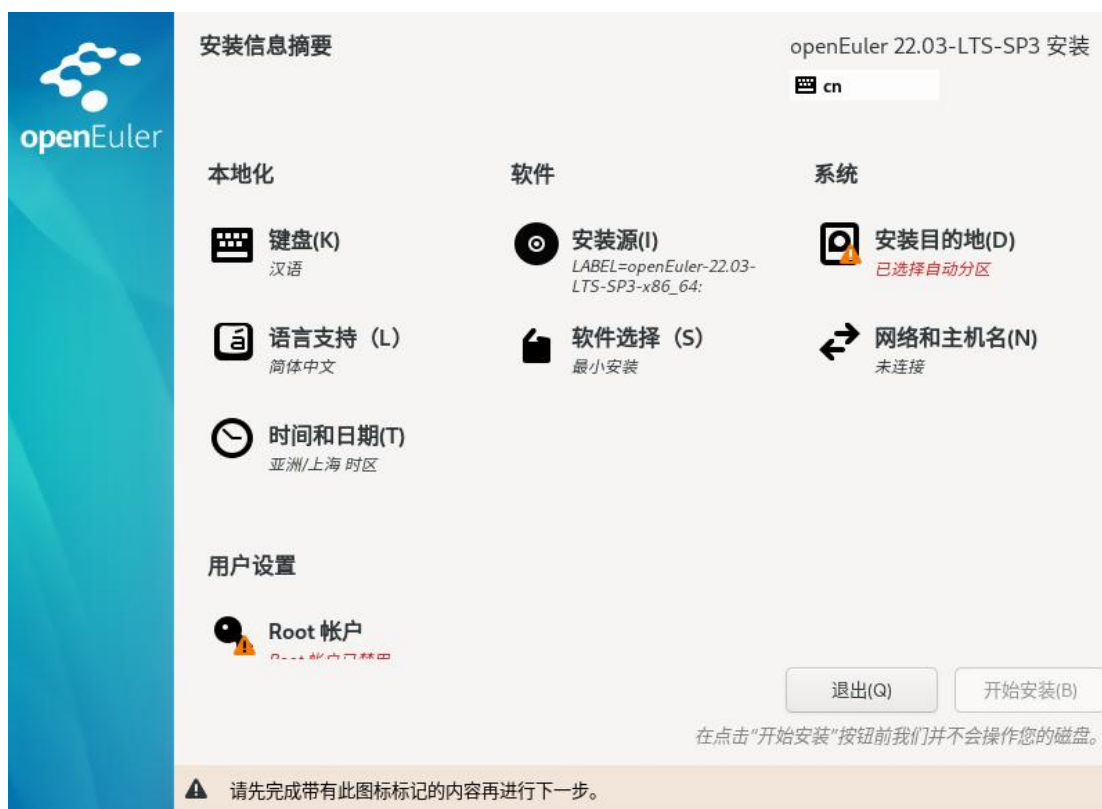 openEuler
安装信息摘要
openEuler 22.03-LTS-SP3 安装
cn
本地化
键盘(K)
汉语
语言支持（L）
简体中文
时间和日期(T)
亚洲/上海 时区
软件
安装源(I)
LABEL=openEuler-22.03-
LTS-SP3-x86_64:
软件选择（S）
最小安装
系统
安装目的地(D)
已选择自动分区
网络和主机名(N)
未连接
用户设置
Root 帐户
Root 帐户已禁用
退出(Q)
开始安装(B)
在点击"开始安装"按钮前我们并不会操作您的磁盘。
请先完成带有此图标标记的内容再进行下一步。